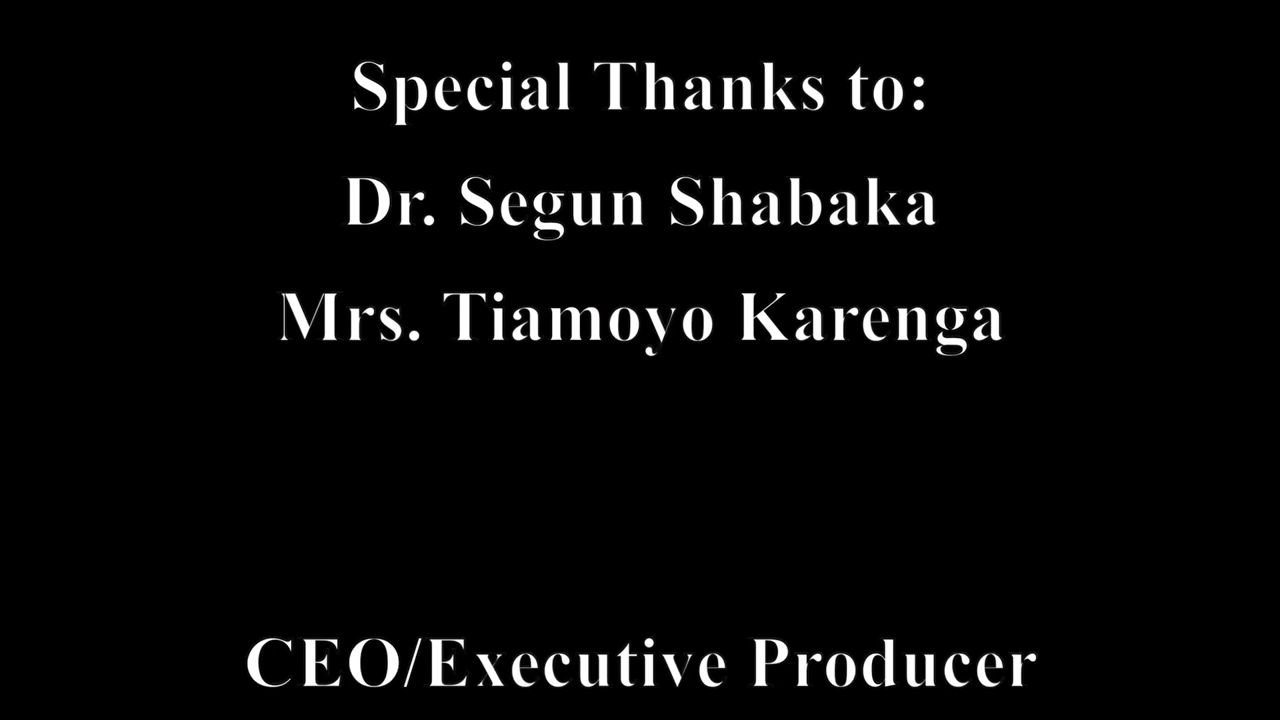 Special Thanks to:
Dr. Segun Shabaka
Mrs. Tiamoyo Karenga
CEO/Executive Producer